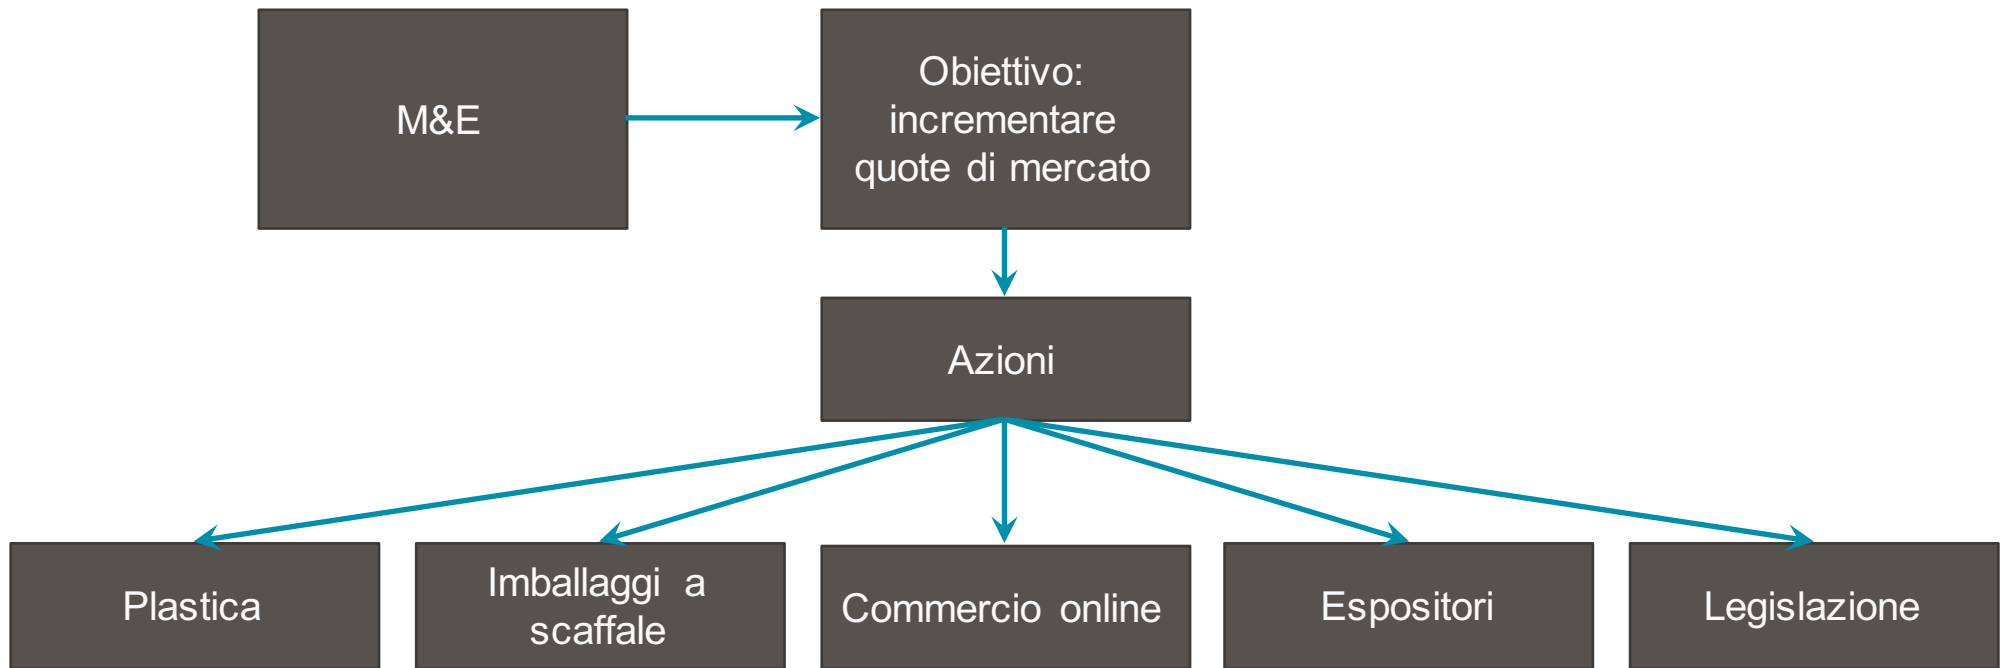 M&E
Obiettivo:
incrementare
quote di mercato
Azioni
Plastica
Imballaggi a
scaffale
Commercio online
Espositori
Legislazione